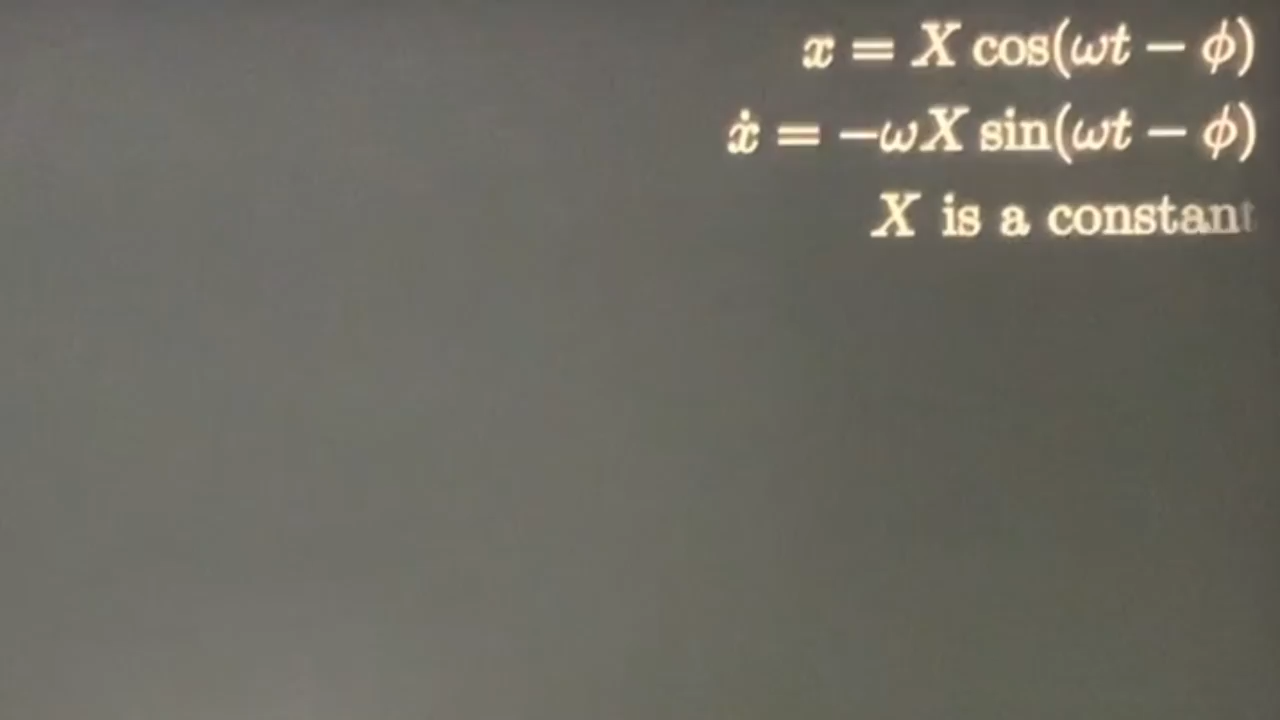 x = X cos(ωt − ϕ)
ẋ = −ωX sin(ωt − ϕ)
X is a constant